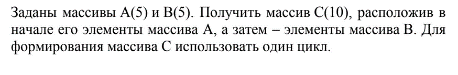 Заданы массивы A(5) и B(5). Получить массив C(10), расположив в
начале его элементы массива A, а затем – элементы массива B. Для
формирования массива C использовать один цикл.